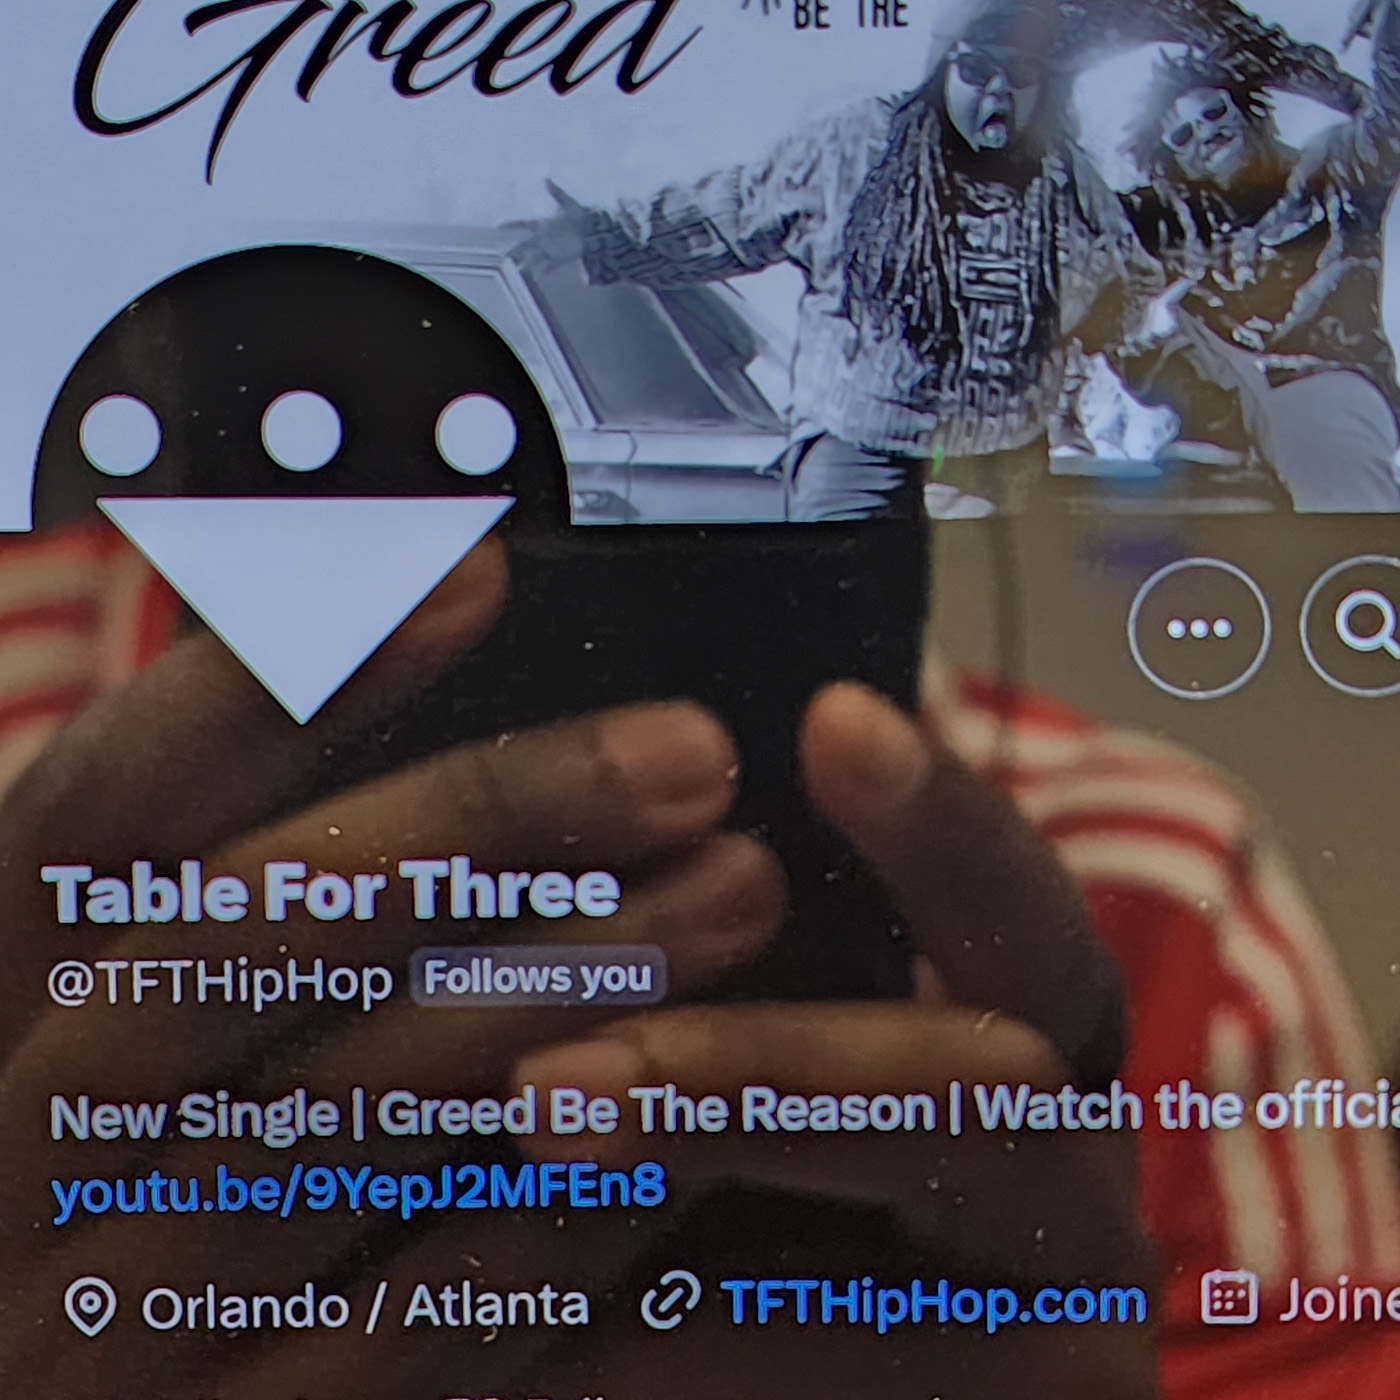 Greed
BE THE
Table For Three
@TFTHipHop Follows you
New Single | Greed Be The Reason | Watch the offici
youtu.be/9YepJ2MFEn8
Orlando / Atlanta TFTHipHop.com Joine